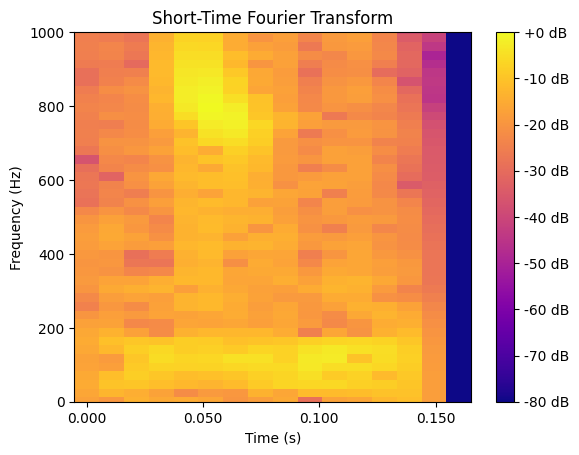 Short-Time Fourier Transform
1000
800
600
400
200
0
Frequency (Hz)
0.000
0.050
0.100
0.150
Time (s)
+0 dB
-10 dB
-20 dB
-30 dB
-40 dB
-50 dB
-60 dB
-70 dB
-80 dB